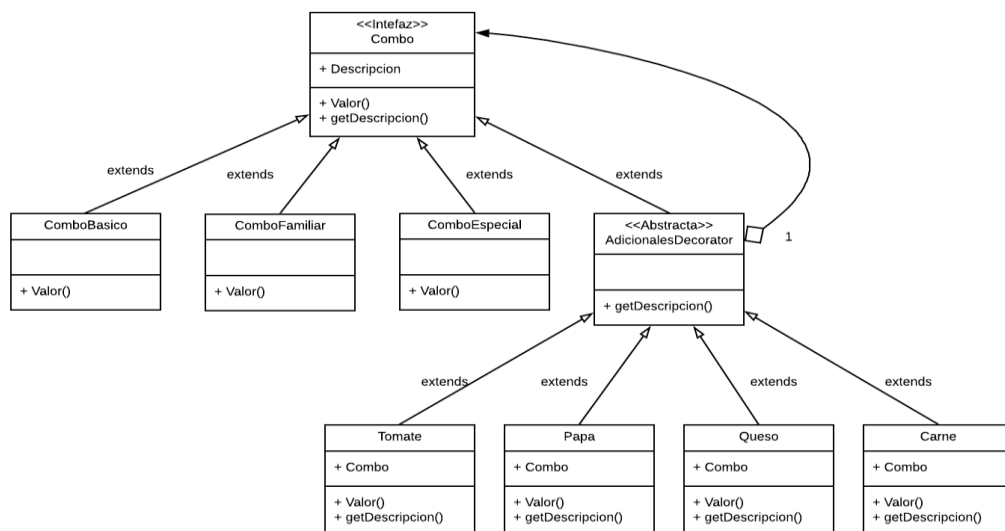 <<Intefaz>>
Combo
+ Descripcion
+ Valor()
+ getDescripcion()
extends
extends
extends
extends
ComboBasico
+ Valor()
ComboFamiliar
+ Valor()
ComboEspecial
+ Valor()
<<Abstracta>>
AdicionalesDecorator
+ getDescripcion()
1
extends
extends
extends
extends
Tomate
+ Combo
+ Valor()
+ getDescripcion()
Papa
+ Combo
+ Valor()
+ getDescripcion()
Queso
+ Combo
+ Valor()
+ getDescripcion()
Carne
+ Combo
+ Valor()
+ getDescripcion()